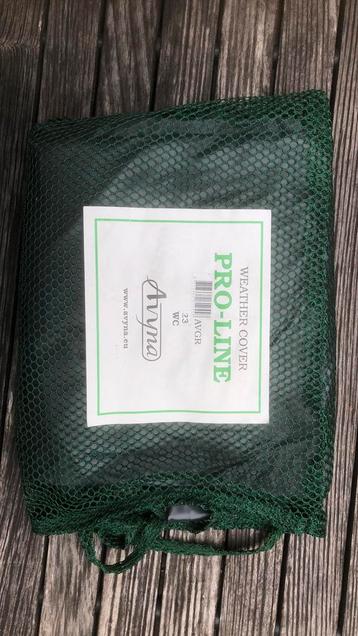 WEATHER COVER
PRO-LINE
AVGR
23
WC
Avyna
www.avyna.eu